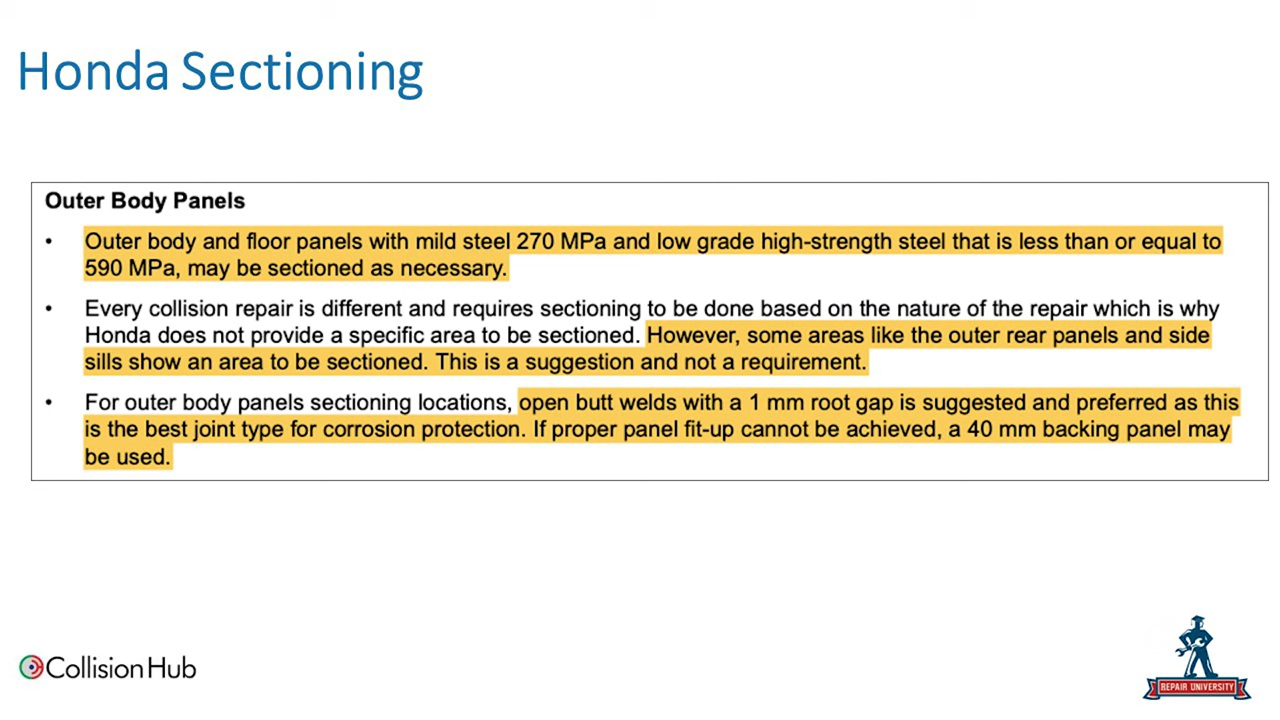 Honda Sectioning
Outer Body Panels
• Outer body and floor panels with mild steel 270 MPa and low grade high-strength steel that is less than or equal to
590 MPa, may be sectioned as necessary.
• Every collision repair is different and requires sectioning to be done based on the nature of the repair which is why
Honda does not provide a specific area to be sectioned. However, some areas like the outer rear panels and side
sills show an area to be sectioned. This is a suggestion and not a requirement.
• For outer body panels sectioning locations, open butt welds with a 1 mm root gap is suggested and preferred as this
is the best joint type for corrosion protection. If proper panel fit-up cannot be achieved, a 40 mm backing panel may
be used.
Collision Hub
REPAIR UNIVERSITY